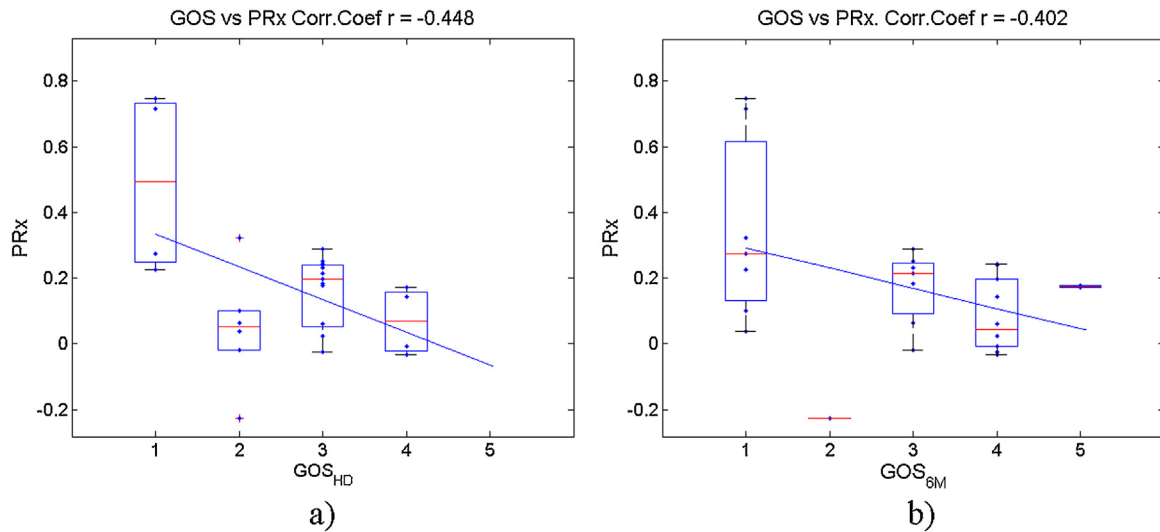 GOS vs PRx Corr.Coef r = -0.448
PRx
0.8
0.6
0.4
0.2
0
-0.2
1 2 3 4 5
GOS_HD
a)
GOS vs PRx. Corr.Coef r = -0.402
PRx
0.8
0.6
0.4
0.2
0
-0.2
1 2 3 4 5
GOS_6M
b)